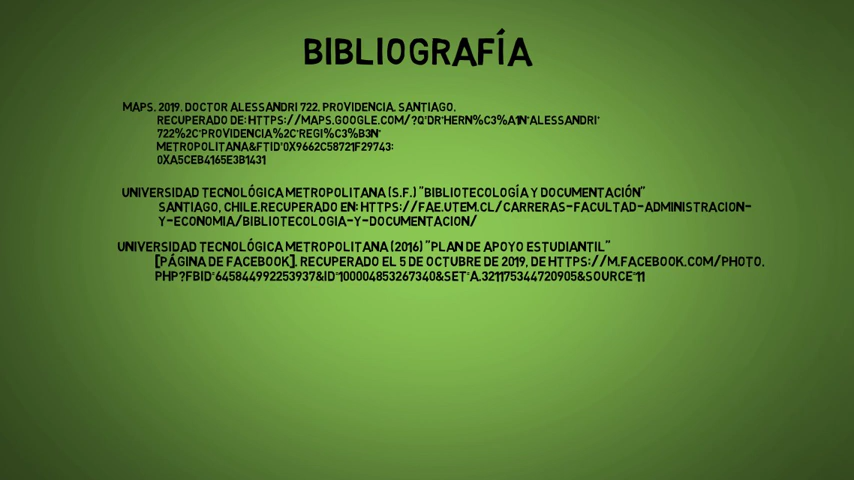 BIBLIOGRAFÍA
MAPS. 2019. DOCTOR ALESSANDRI 722. PROVIDENCIA. SANTIAGO.
RECUPERADO DE: HTTPS://MAPS.GOOGLE.COM/?Q=DR+HERN%C3%A1N+ALESSANDRI+
722%2C+PROVIDENCIA%2C+REGI%C3%B3N+
METROPOLITANA&FTID=0X9662C58721F29743:
0XA5CEB4165E3B1431
UNIVERSIDAD TECNOLÓGICA METROPOLITANA (S.F.) "BIBLIOTECOLOGÍA Y DOCUMENTACIÓN"
SANTIAGO, CHILE.RECUPERADO EN: HTTPS://FAE.UTEM.CL/CARRERAS-FACULTAD-ADMINISTRACION-
Y-ECONOMIA/BIBLIOTECOLOGIA-Y-DOCUMENTACION/
UNIVERSIDAD TECNOLÓGICA METROPOLITANA (2016) "PLAN DE APOYO ESTUDIANTIL"
[PÁGINA DE FACEBOOK]. RECUPERADO EL 5 DE OCTUBRE DE 2019, DE HTTPS://M.FACEBOOK.COM/PHOTO.
PHP?FBID=645844992253937&ID=100004853267340&SET=A.321175344720905&SOURCE=11